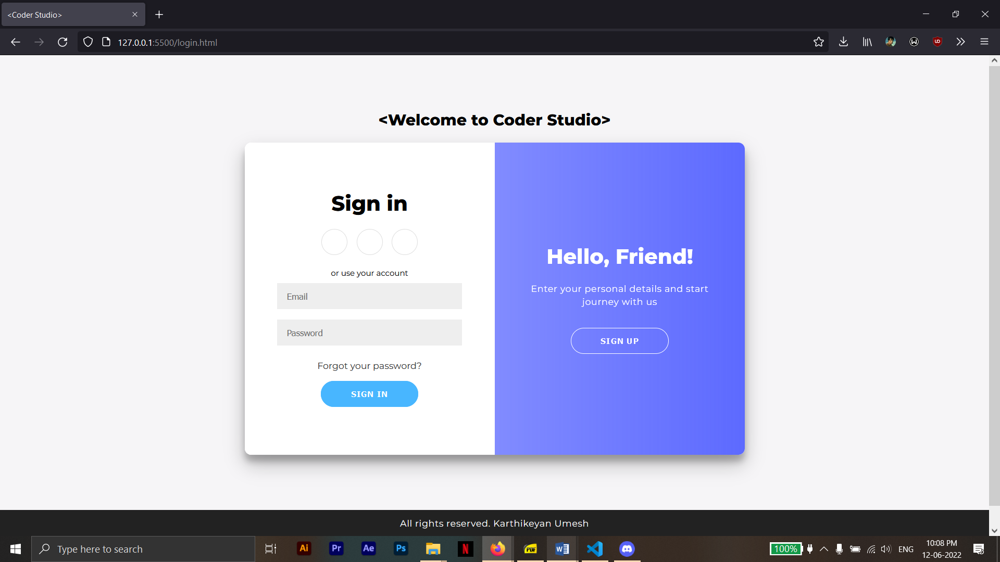 <Coder Studio>
127.0.0.1:5500/login.html
<Welcome to Coder Studio>
Sign in
or use your account
Email
Password
Forgot your password?
SIGN IN
Hello, Friend!
Enter your personal details and start
journey with us
SIGN UP
All rights reserved. Karthikeyan Umesh
Type here to search
Ai
Pr
Ae
Ps
N
PDF
W
100%
ENG
10:08 PM
12-06-2022